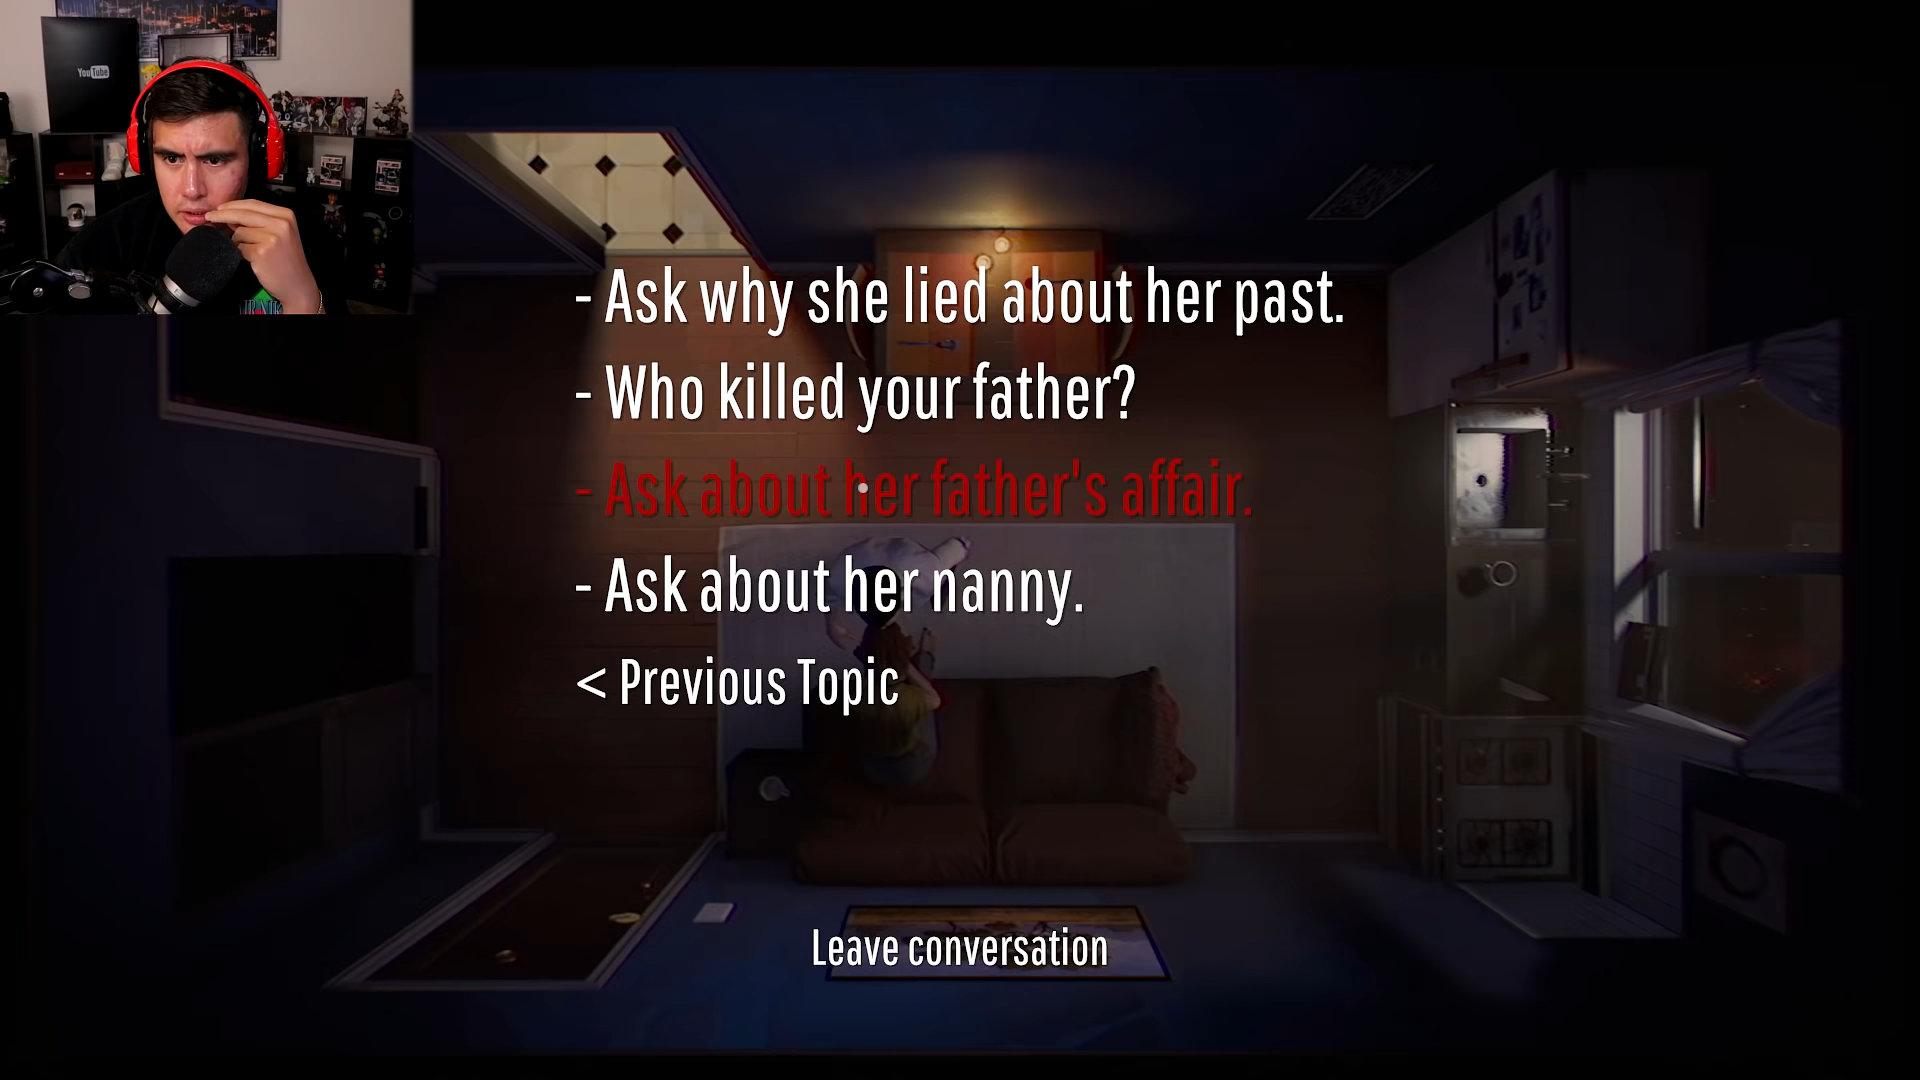 YouTube
- Ask why she lied about her past.
- Who killed your father?
- Ask about her father's affair.
- Ask about her nanny.
< Previous Topic
Leave conversation